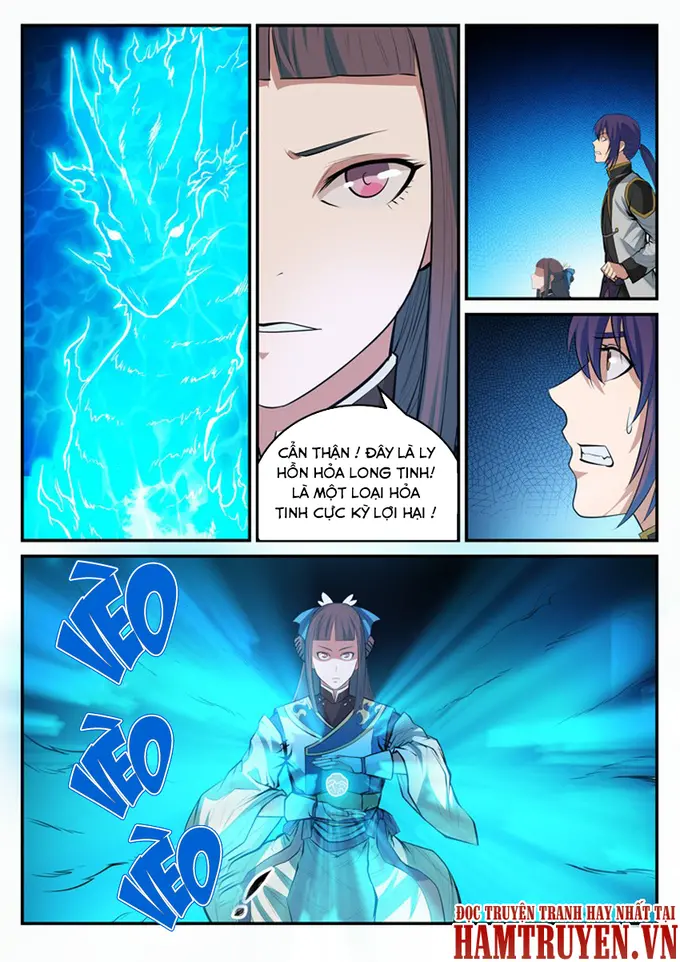 CẨN THẬN ! ĐÂY LÀ LY
HỒN HỎA LONG TINH!
LÀ MỘT LOẠI HỎA
TINH CỰC KỲ LỢI HẠI !
VÈO
VÈO
VÈO
ĐỌC TRUYỆN TRANH HAY NHẤT TẠI
HAMTRUYEN.VN